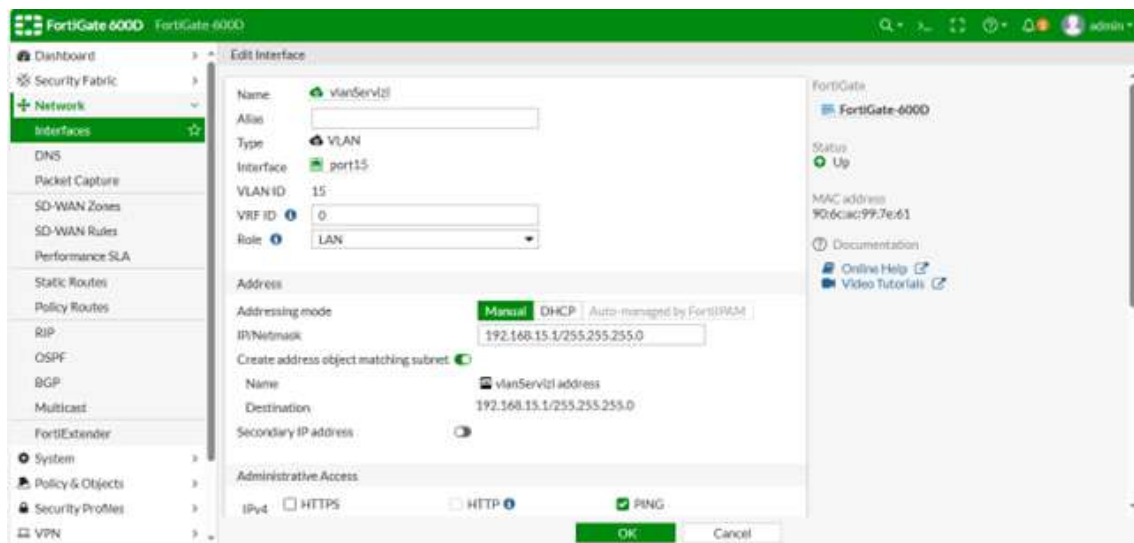 FortiGate 600D FortiGate-600D admin
Dashboard
Security Fabric
Network
Interfaces
DNS
Packet Capture
SD-WAN Zones
SD-WAN Rules
Performance SLA
Static Routes
Policy Routes
RIP
OSPF
BGP
Multicast
FortiExtender
System
Policy & Objects
Security Profiles
VPN
Edit Interface
Name vlanServizi
Alias
Type VLAN
Interface port15
VLAN ID 15
VRF ID 0
Role LAN
Address
Addressing mode Manual DHCP Auto-managed by FortiIPAM
IP/Netmask 192.168.15.1/255.255.255.0
Create address object matching subnet
Name vlanServizi address
Destination 192.168.15.1/255.255.255.0
Secondary IP address
Administrative Access
IPv4 HTTPS HTTP PING
OK Cancel
FortiGate
FortiGate-600D
Status
Up
MAC address
90:6c:ac:99:7e:61
Documentation
Online Help
Video Tutorials